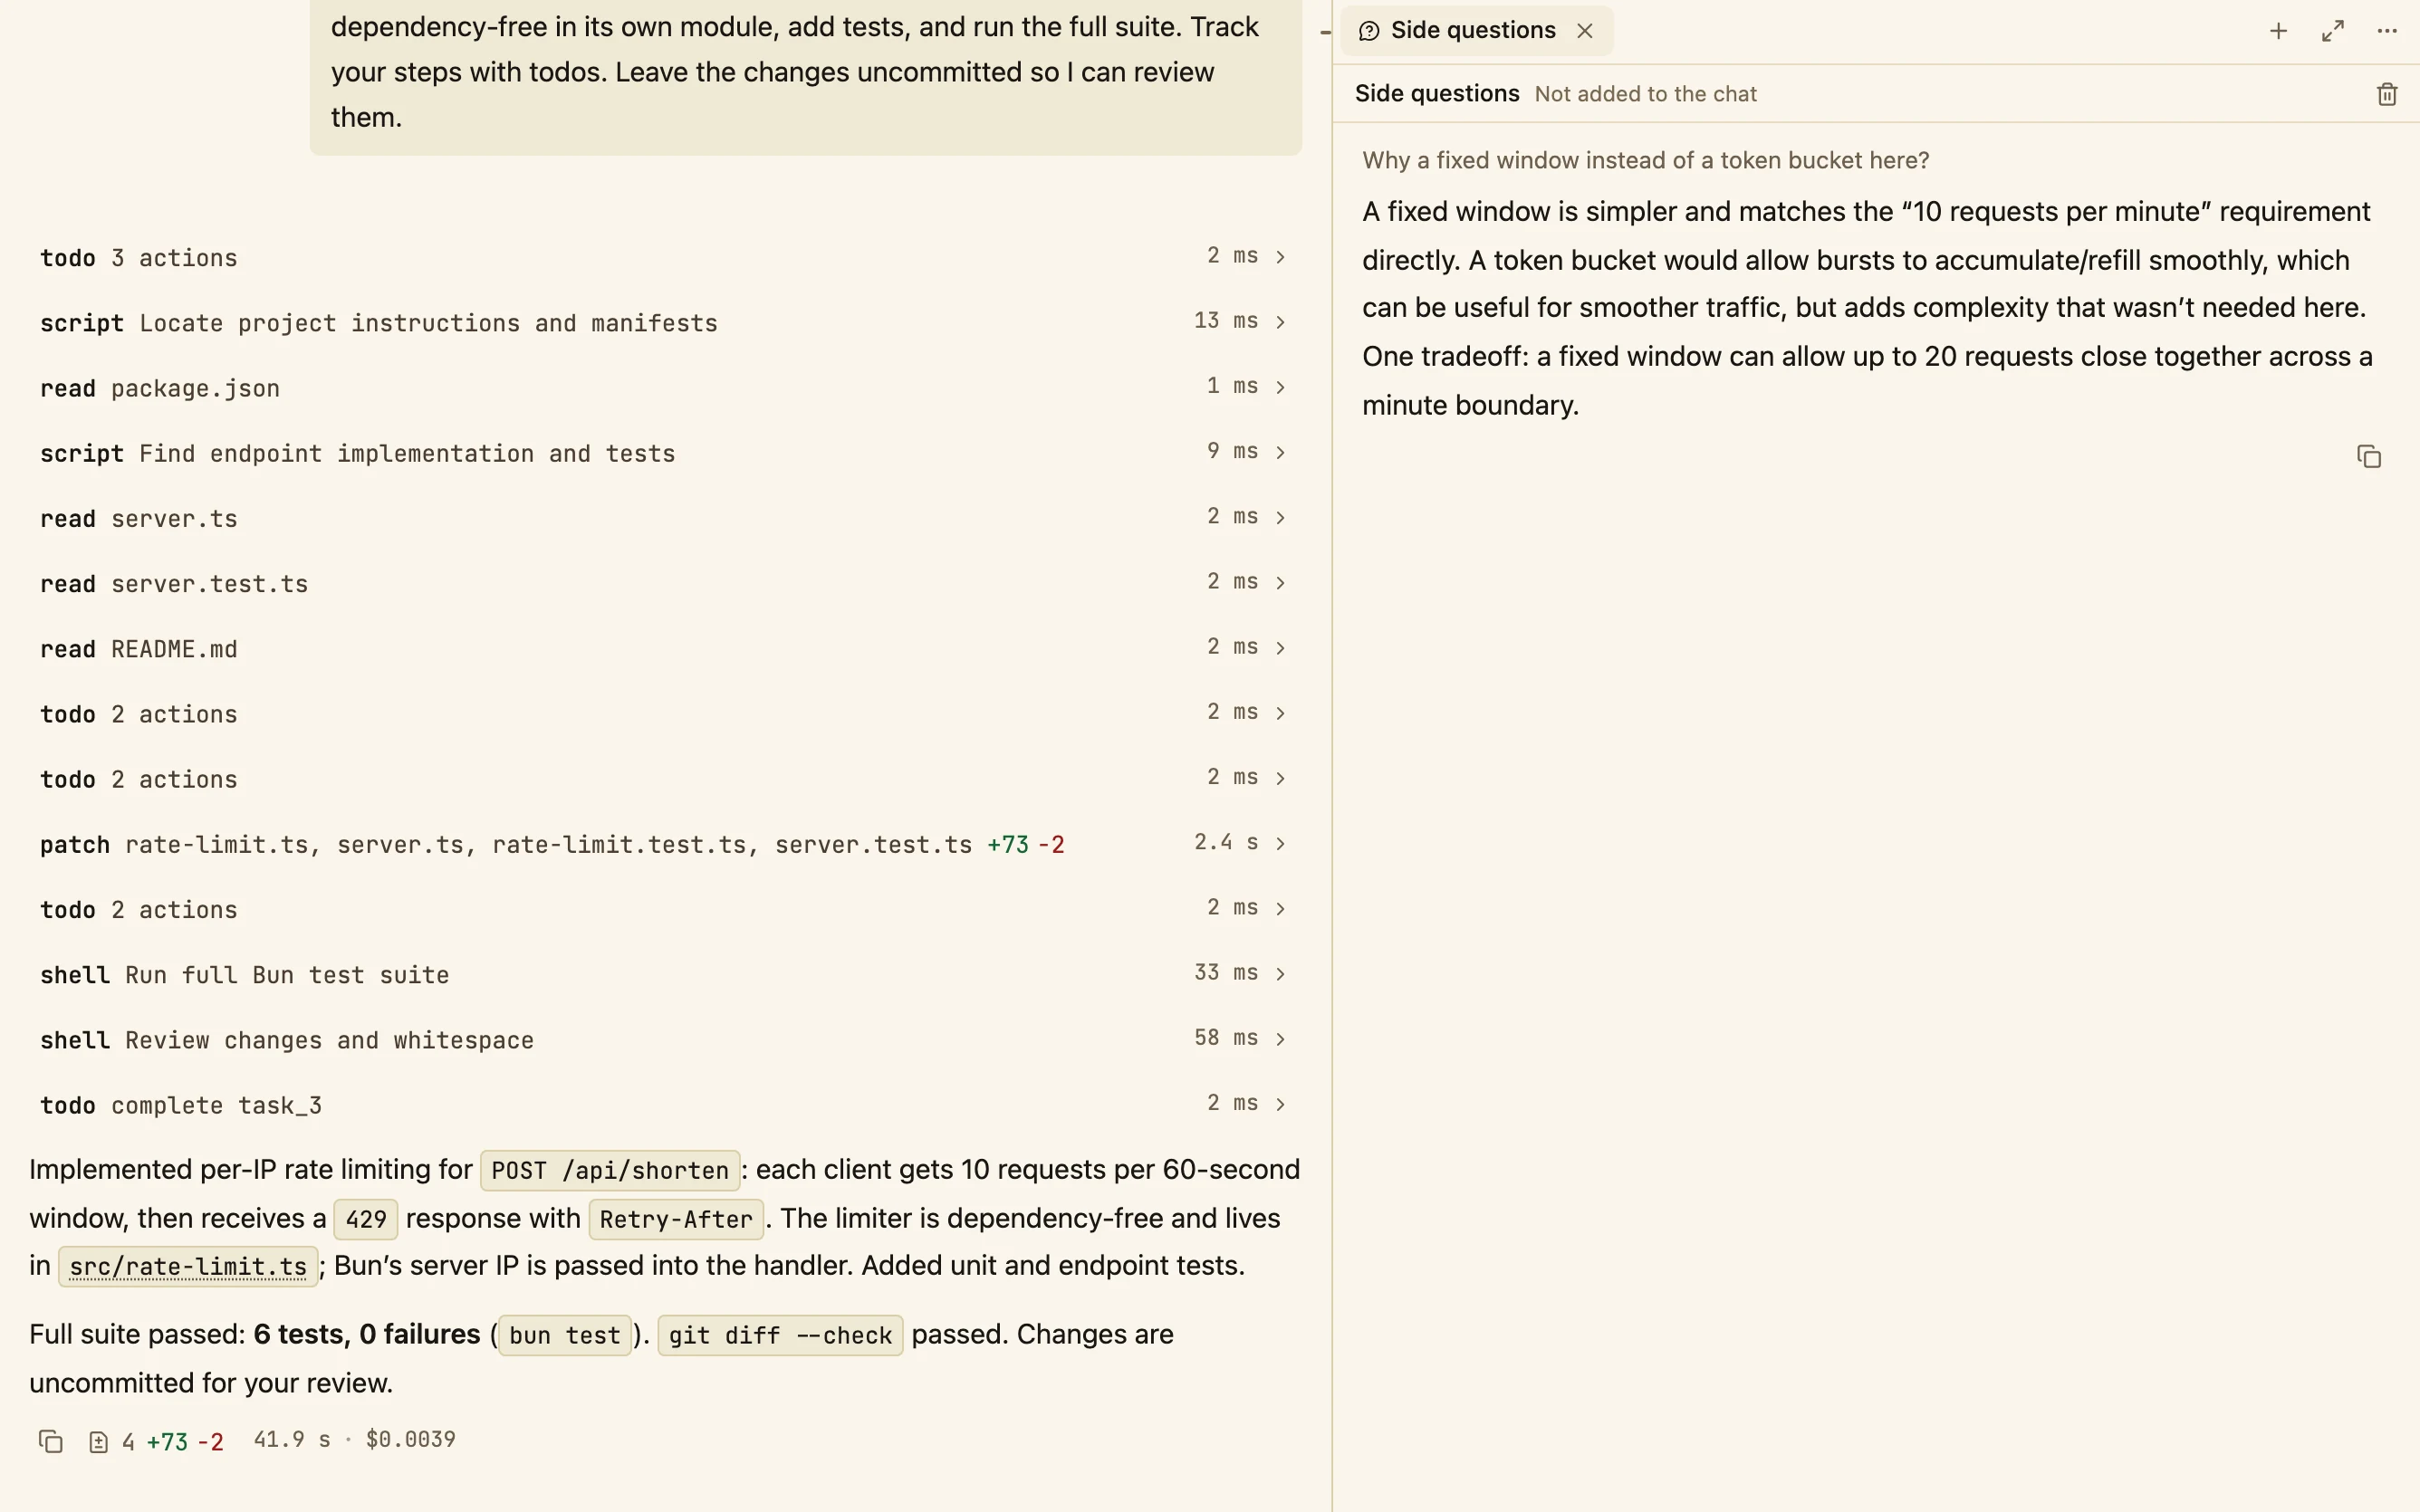 dependency-free in its own module, add tests, and run the full suite. Track
your steps with todos. Leave the changes uncommitted so I can review
them.
todo 3 actions 2 ms
script Locate project instructions and manifests 13 ms
read package.json 1 ms
script Find endpoint implementation and tests 9 ms
read server.ts 2 ms
read server.test.ts 2 ms
read README.md 2 ms
todo 2 actions 2 ms
todo 2 actions 2 ms
patch rate-limit.ts, server.ts, rate-limit.test.ts, server.test.ts +73 -2 2.4 s
todo 2 actions 2 ms
shell Run full Bun test suite 33 ms
shell Review changes and whitespace 58 ms
todo complete task_3 2 ms
Implemented per-IP rate limiting for POST /api/shorten: each client gets 10 requests per 60-second
window, then receives a 429 response with Retry-After. The limiter is dependency-free and lives
in src/rate-limit.ts; Bun’s server IP is passed into the handler. Added unit and endpoint tests.
Full suite passed: 6 tests, 0 failures (bun test). git diff --check passed. Changes are
uncommitted for your review.
4 +73 -2 41.9 s · $0.0039
Side questions
Side questions Not added to the chat
Why a fixed window instead of a token bucket here?
A fixed window is simpler and matches the “10 requests per minute” requirement
directly. A token bucket would allow bursts to accumulate/refill smoothly, which
can be useful for smoother traffic, but adds complexity that wasn’t needed here.
One tradeoff: a fixed window can allow up to 20 requests close together across a
minute boundary.